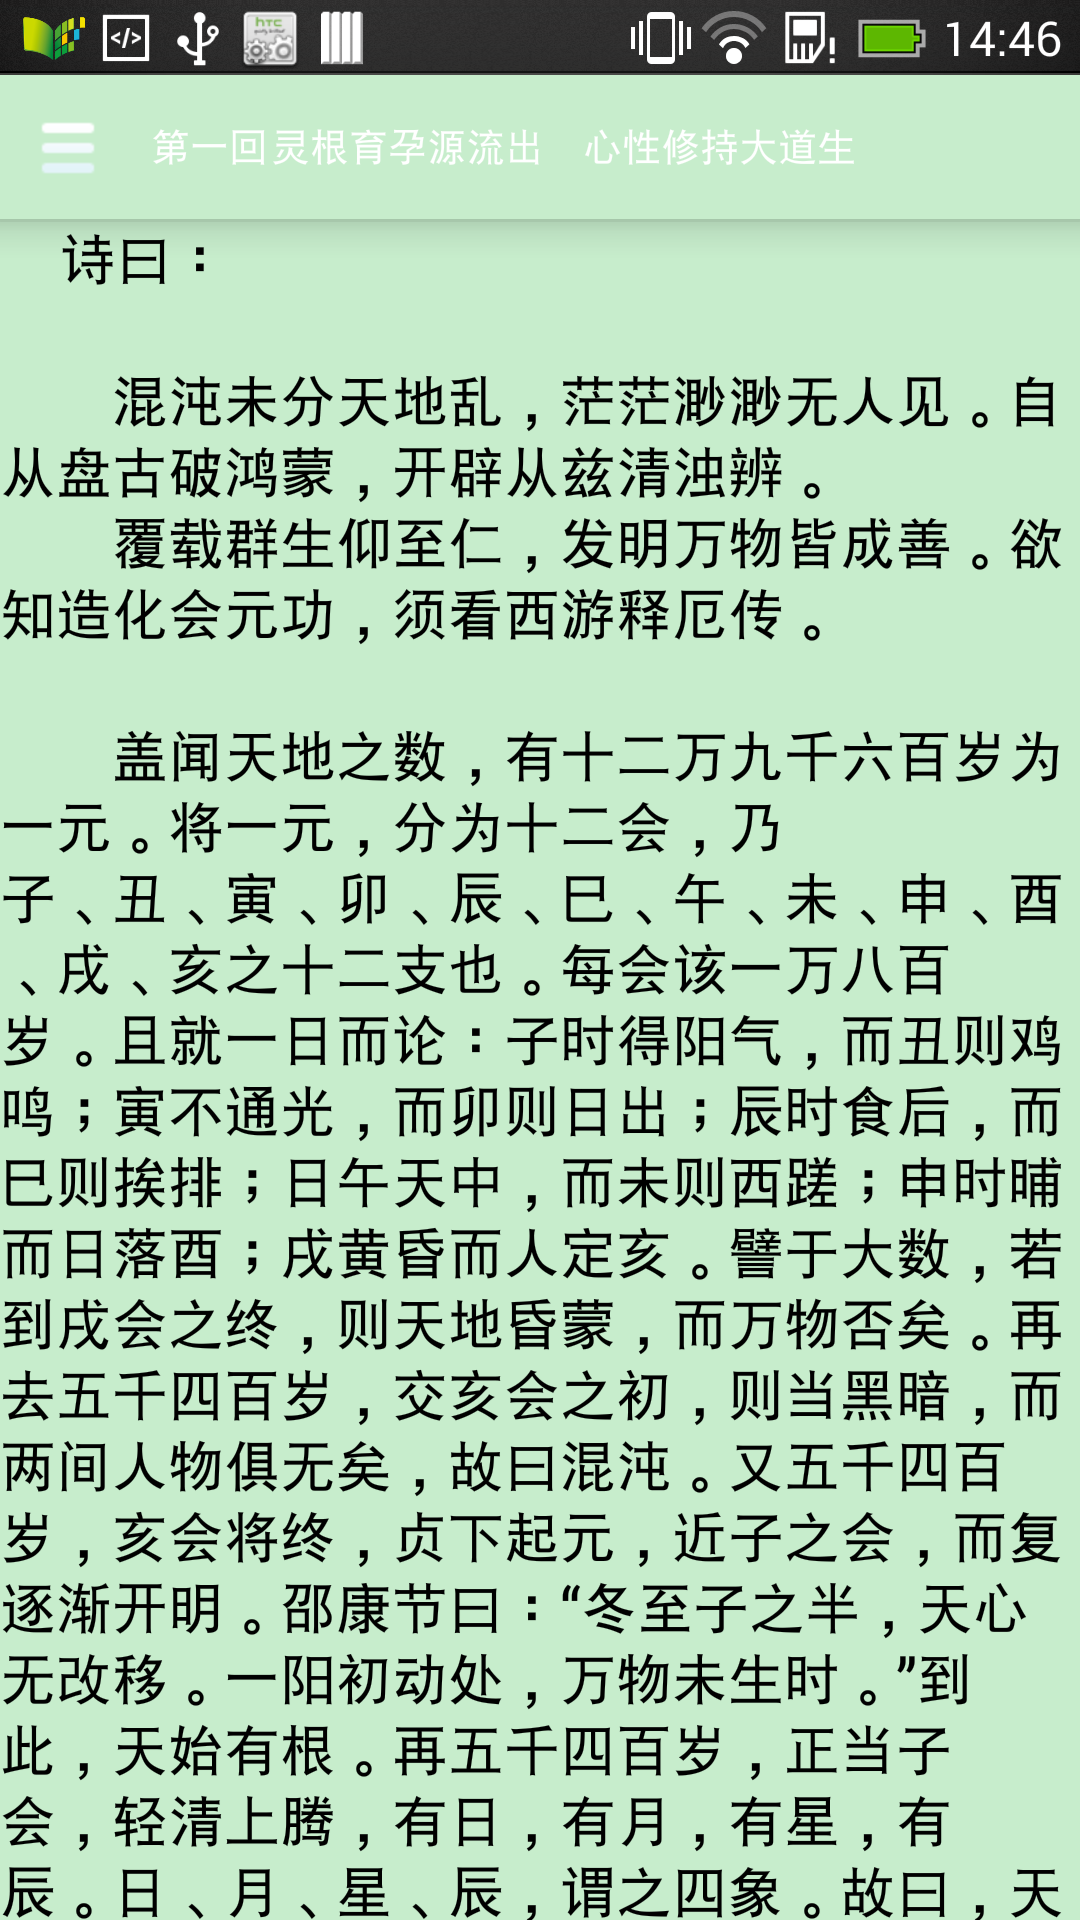 </>
htc
14:46
第一回灵根育孕源流出 心性修持大道生
诗曰：
混沌未分天地乱，茫茫渺渺无人见。自
从盘古破鸿蒙，开辟从兹清浊辨。
覆载群生仰至仁，发明万物皆成善。欲
知造化会元功，须看西游释厄传。
盖闻天地之数，有十二万九千六百岁为
一元。将一元，分为十二会，乃
子、丑、寅、卯、辰、巳、午、未、申、酉
、戌、亥之十二支也。每会该一万八百
岁。且就一日而论：子时得阳气，而丑则鸡
鸣；寅不通光，而卯则日出；辰时食后，而
巳则挨排；日午天中，而未则西蹉；申时晡
而日落酉；戌黄昏而人定亥。譬于大数，若
到戌会之终，则天地昏蒙，而万物否矣。再
去五千四百岁，交亥会之初，则当黑暗，而
两间人物俱无矣，故曰混沌。又五千四百
岁，亥会将终，贞下起元，近子之会，而复
逐渐开明。邵康节曰：“冬至子之半，天心
无改移。一阳初动处，万物未生时。”到
此，天始有根。再五千四百岁，正当子
会，轻清上腾，有日，有月，有星，有
辰。日、月、星、辰，谓之四象。故曰，天